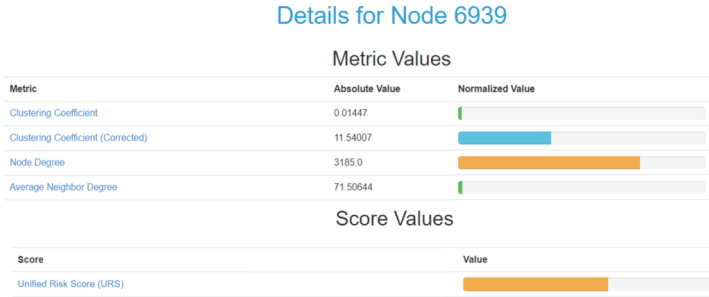 Details for Node 6939
Metric Values
Metric Absolute Value Normalized Value
Clustering Coefficient 0.01447
Clustering Coefficient (Corrected) 11.54007
Node Degree 3185.0
Average Neighbor Degree 71.50644
Score Values
Score Value
Unified Risk Score (URS)